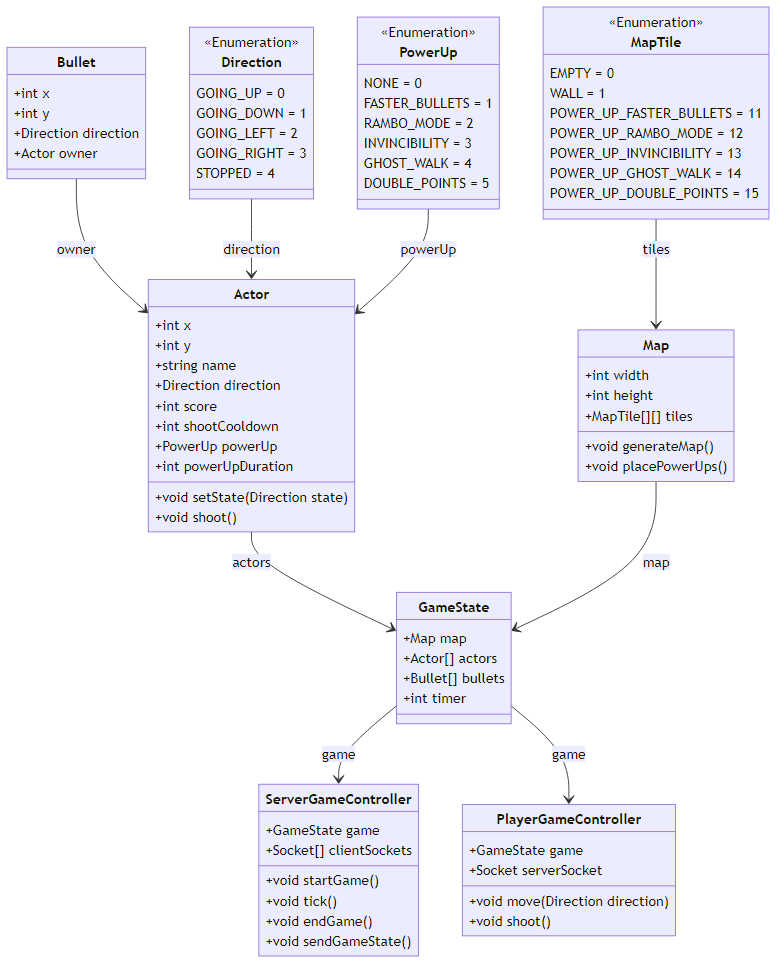 Bullet
+int x
+int y
+Direction direction
+Actor owner
«Enumeration»
Direction
GOING_UP = 0
GOING_DOWN = 1
GOING_LEFT = 2
GOING_RIGHT = 3
STOPPED = 4
«Enumeration»
PowerUp
NONE = 0
FASTER_BULLETS = 1
RAMBO_MODE = 2
INVINCIBILITY = 3
GHOST_WALK = 4
DOUBLE_POINTS = 5
«Enumeration»
MapTile
EMPTY = 0
WALL = 1
POWER_UP_FASTER_BULLETS = 11
POWER_UP_RAMBO_MODE = 12
POWER_UP_INVINCIBILITY = 13
POWER_UP_GHOST_WALK = 14
POWER_UP_DOUBLE_POINTS = 15
owner
direction
powerUp
tiles
Actor
+int x
+int y
+string name
+Direction direction
+int score
+int shootCooldown
+PowerUp powerUp
+int powerUpDuration
+void setState(Direction state)
+void shoot()
Map
+int width
+int height
+MapTile[][] tiles
+void generateMap()
+void placePowerUps()
actors
map
GameState
+Map map
+Actor[] actors
+Bullet[] bullets
+int timer
game
game
ServerGameController
+GameState game
+Socket[] clientSockets
+void startGame()
+void tick()
+void endGame()
+void sendGameState()
PlayerGameController
+GameState game
+Socket serverSocket
+void move(Direction direction)
+void shoot()